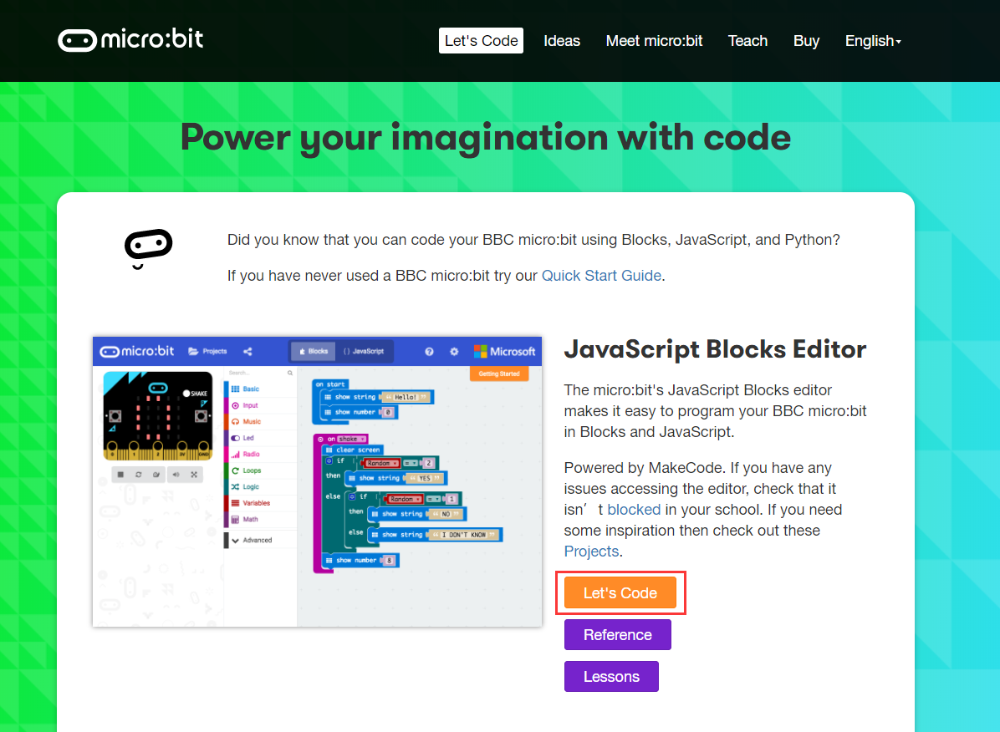 micro:bit
Let's Code Ideas Meet micro:bit Teach Buy English
Power your imagination with code
Did you know that you can code your BBC micro:bit using Blocks, JavaScript, and Python?
If you have never used a BBC micro:bit try our Quick Start Guide.
micro:bit Projects Blocks {} JavaScript ? Microsoft
Getting Started
SHAKE
0 1 2 3V GND
Search...
Basic
Input
Music
Led
Radio
Loops
Logic
Variables
Math
Advanced
on start
show string “ Hello! ”
show number 0
on shake
clear screen
if Random = 2
then show string “ YES ”
else if Random = 1
then show string “ NO ”
else show string “ I DON'T KNOW ”
show number 8
JavaScript Blocks Editor
The micro:bit's JavaScript Blocks editor
makes it easy to program your BBC micro:bit
in Blocks and JavaScript.
Powered by MakeCode. If you have any
issues accessing the editor, check that it
isn’t blocked in your school. If you need
some inspiration then check out these
Projects.
Let's Code
Reference
Lessons